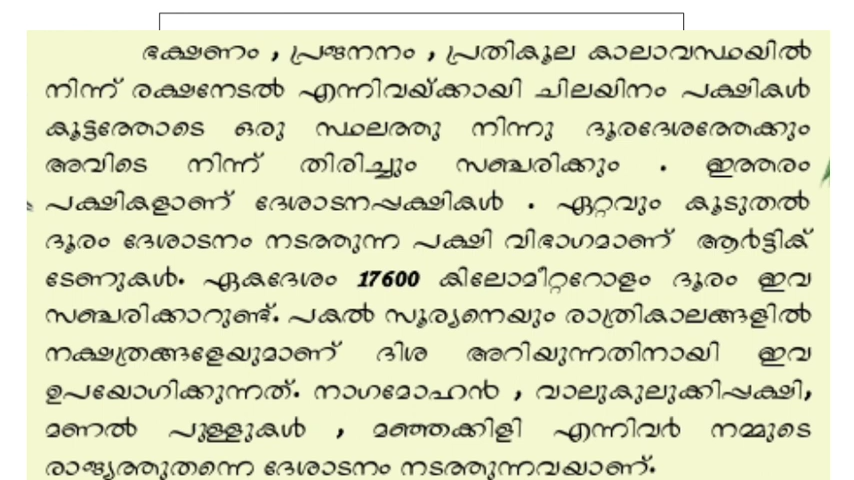 ഭക്ഷണം , പ്രജനനം , പ്രതികൂല കാലാവസ്ഥയിൽ
നിന്ന് രക്ഷനേടൽ എന്നിവയ്ക്കായി ചിലയിനം പക്ഷികൾ
കൂട്ടത്തോടെ ഒരു സ്ഥലത്തു നിന്നു ദൂരദേശത്തേക്കും
അവിടെ നിന്ന് തിരിച്ചും സഞ്ചരിക്കും . ഇത്തരം
പക്ഷികളാണ് ദേശാടനപ്പക്ഷികൾ . ഏറ്റവും കൂടുതൽ
ദൂരം ദേശാടനം നടത്തുന്ന പക്ഷി വിഭാഗമാണ് ആർട്ടിക്
ടേണുകൾ. ഏകദേശം 17600 കിലോമീറ്ററോളം ദൂരം ഇവ
സഞ്ചരിക്കാറുണ്ട്. പകൽ സൂര്യനെയും രാത്രികാലങ്ങളിൽ
നക്ഷത്രങ്ങളേയുമാണ് ദിശ അറിയുന്നതിനായി ഇവ
ഉപയോഗിക്കുന്നത്. നാഗമോഹൻ , വാലുകുലുക്കിപ്പക്ഷി,
മണൽ പുള്ളുകൾ , മഞ്ഞക്കിളി എന്നിവർ നമ്മുടെ
രാജ്യത്തുതന്നെ ദേശാടനം നടത്തുന്നവയാണ്.